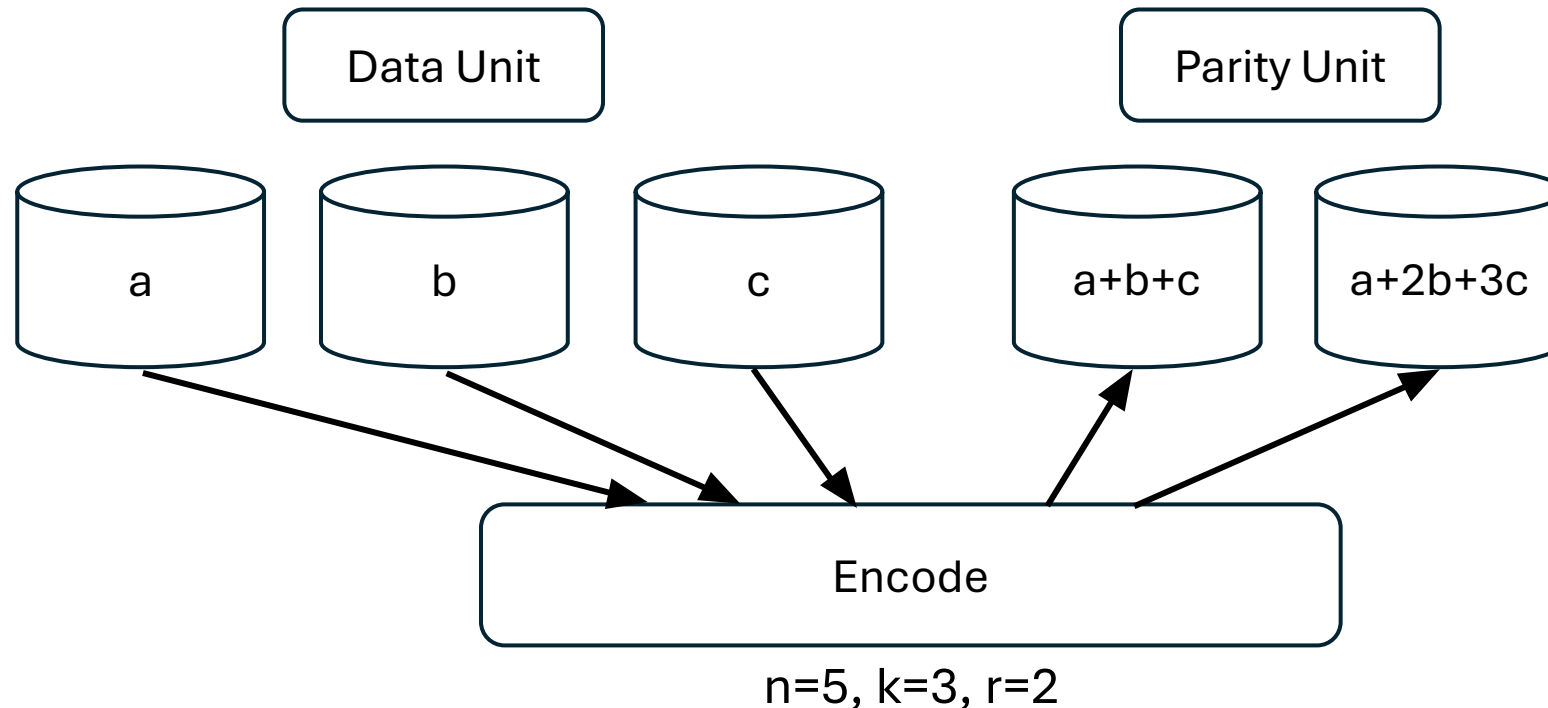 Data Unit
Parity Unit
a
b
c
a+b+c
a+2b+3c
Encode
n=5, k=3, r=2